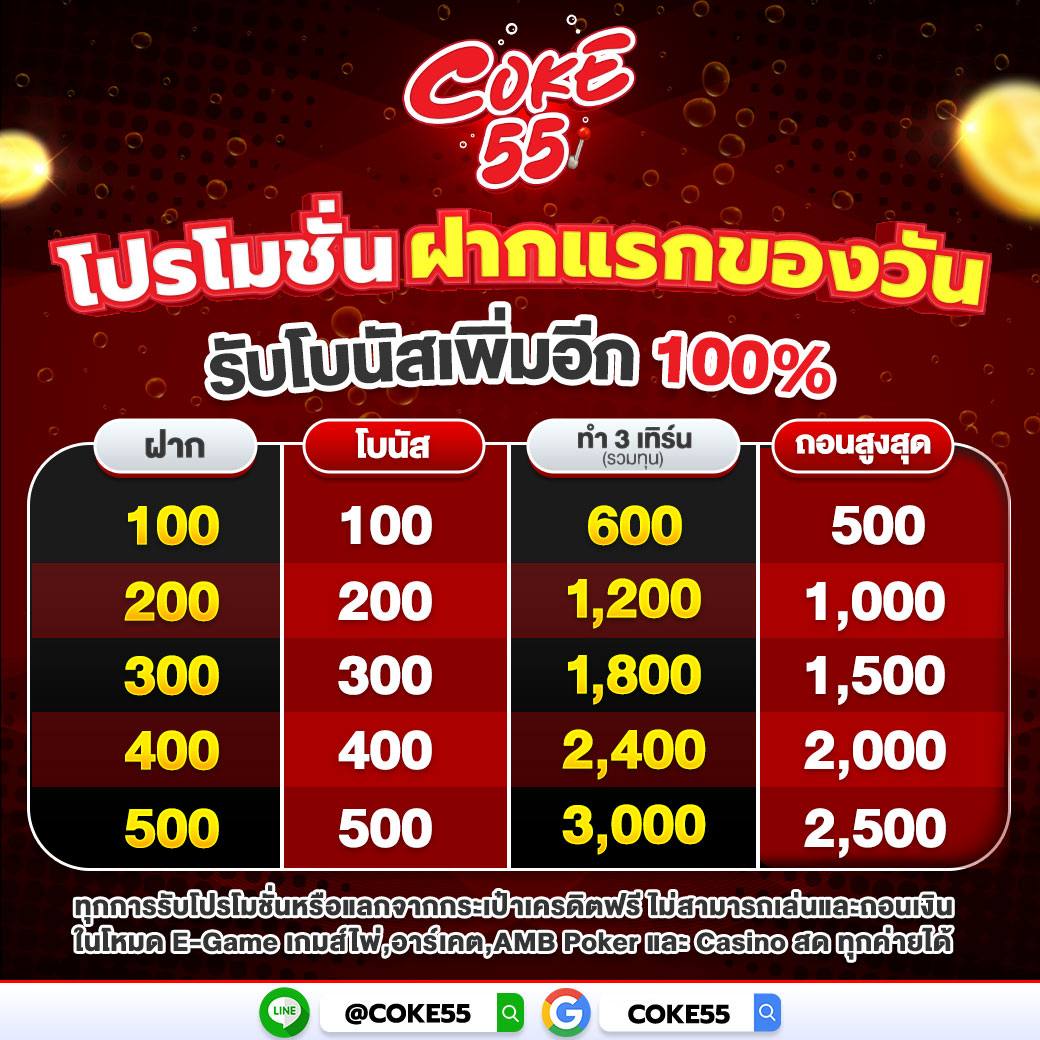 COKE
55
โปรโมชั่น ฝากแรกของวัน
รับโบนัสเพิ่มอีก 100%
ฝาก โบนัส ทำ 3 เทิร์น (รวมทุน) ถอนสูงสุด
100 100 600 500
200 200 1,200 1,000
300 300 1,800 1,500
400 400 2,400 2,000
500 500 3,000 2,500
ทุกการรับโปรโมชั่นหรือแลกจากกระเป๋าเครดิตฟรี ไม่สามารถเล่นและถอนเงิน
ในโหมด E-Game เกมส์ไพ่,อาร์เคต,AMB Poker และ Casino สด ทุกค่ายได้
LINE @COKE55 G COKE55